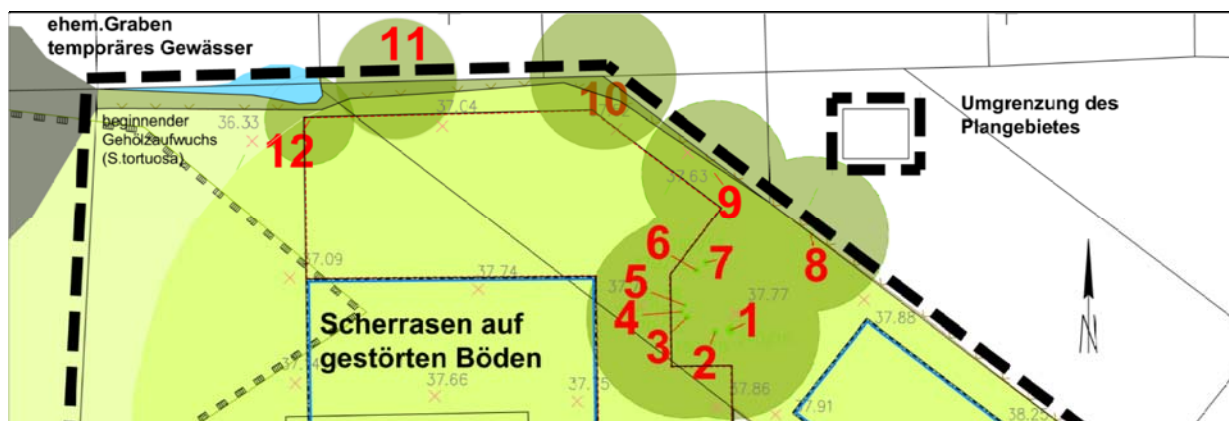 ehem.Graben
temporäres Gewässer
11
10
Umgrenzung des
Plangebietes
beginnender
Gehölzaufwuchs
(S.tortuosa)
36.33
37.04
12
37.63
9
6
7
8
37.09
37.74
5
4
3
2
1
37.77
37.88
N
Scherrasen auf
gestörten Böden
37.66
37.86
37.91
38.25